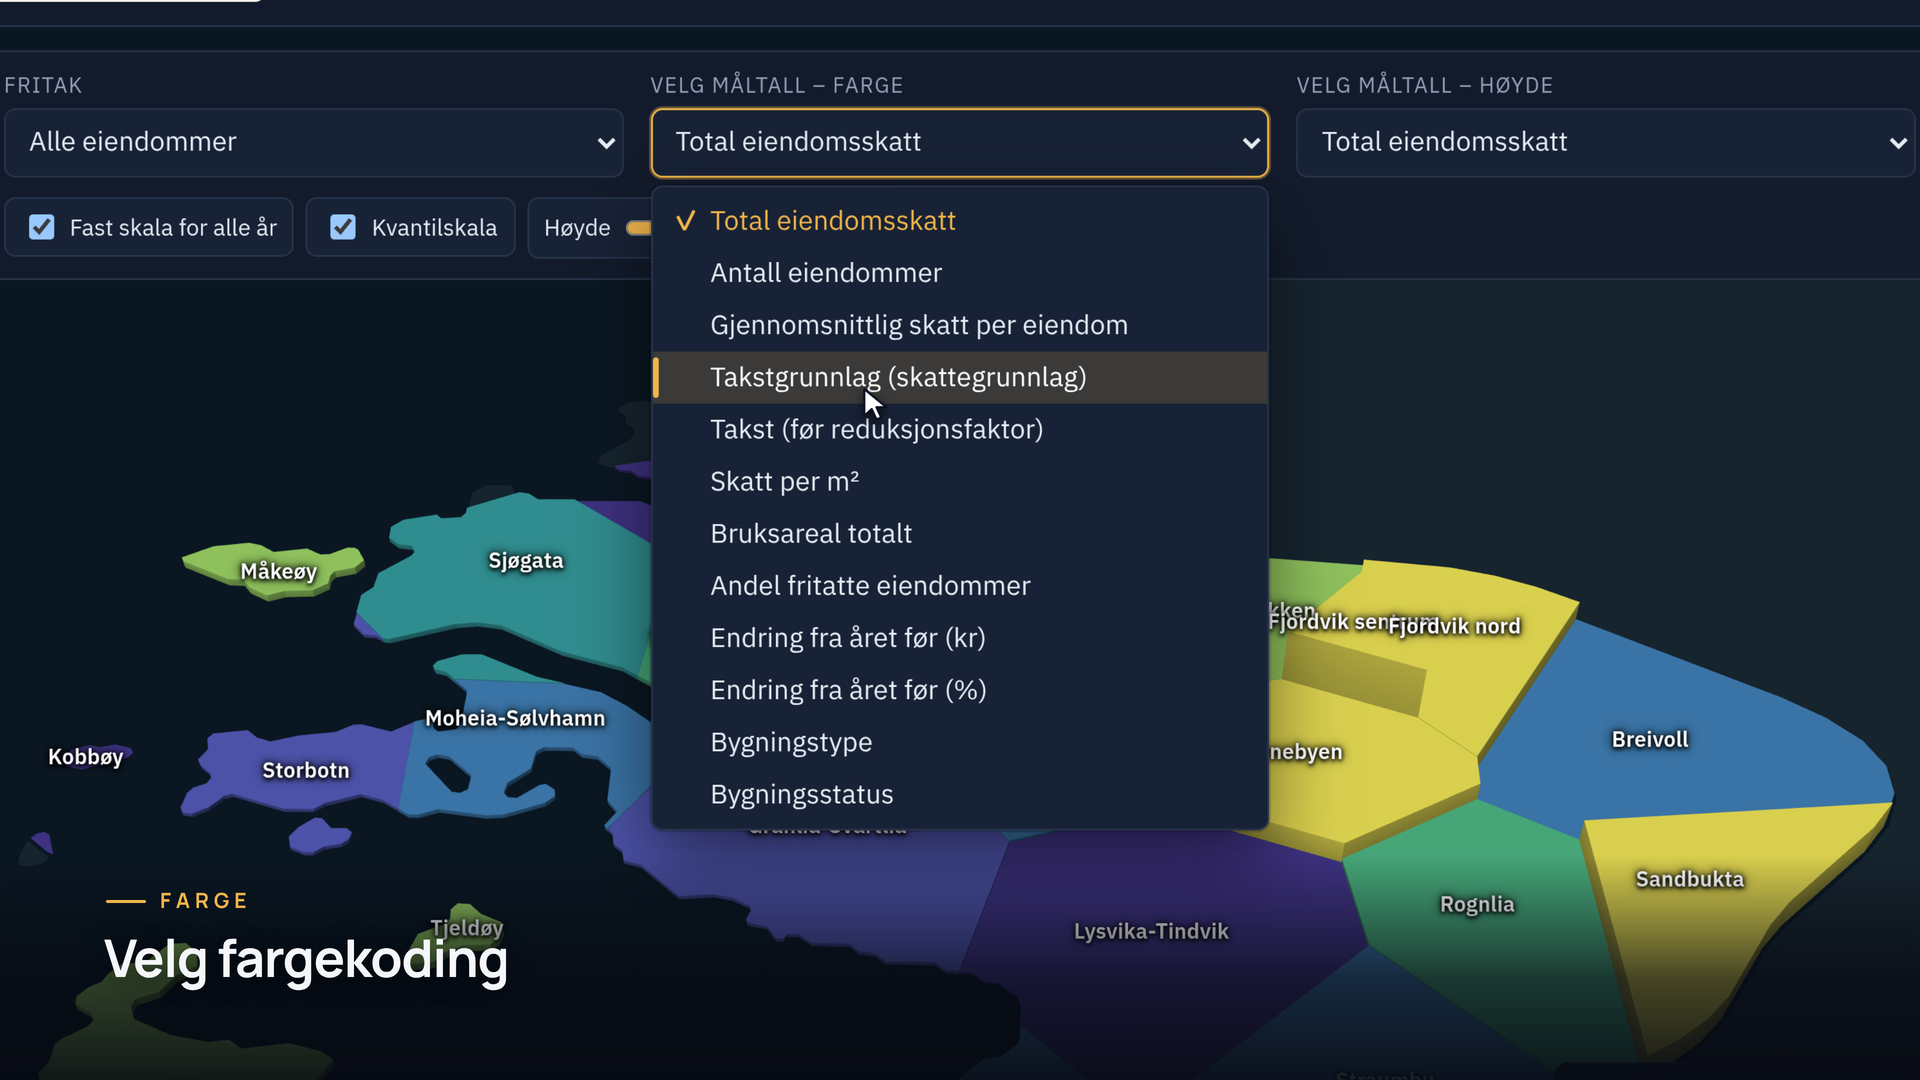 FRITAK
VELG MÅLTALL – FARGE
VELG MÅLTALL – HØYDE
Alle eiendommer
Total eiendomsskatt
Total eiendomsskatt
Fast skala for alle år
Kvantilskala
Høyde
✓ Total eiendomsskatt
Antall eiendommer
Gjennomsnittlig skatt per eiendom
Takstgrunnlag (skattegrunnlag)
Takst (før reduksjonsfaktor)
Skatt per m²
Bruksareal totalt
Andel fritatte eiendommer
Endring fra året før (kr)
Endring fra året før (%)
Bygningstype
Bygningsstatus
Måkeøy
Sjøgata
kken
Fjordvik
Fjordvik nord
Moheia-Sølvhamn
Kobbøy
Storbotn
nebyen
Breivoll
Sandbukta
Rognlia
Lysvika-Tindvik
Tjeldøy
FARGE
Velg fargekoding